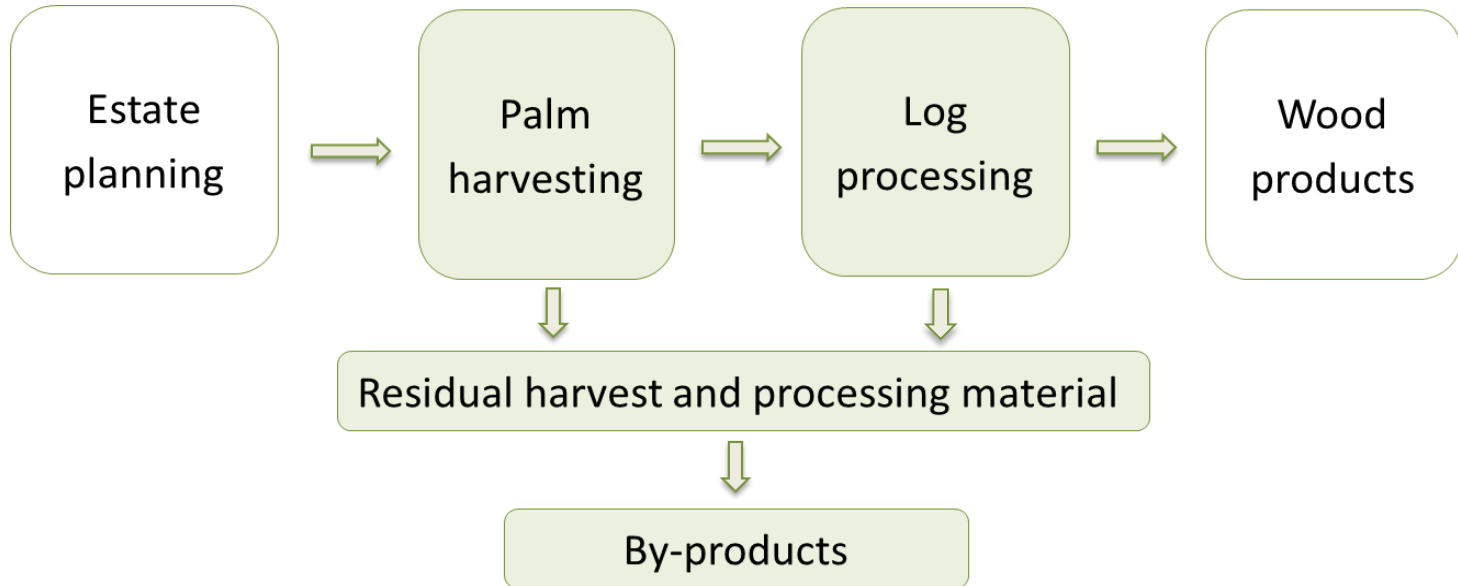 Estate
planning
Palm
harvesting
Log
processing
Wood
products
Residual harvest and processing material
By-products